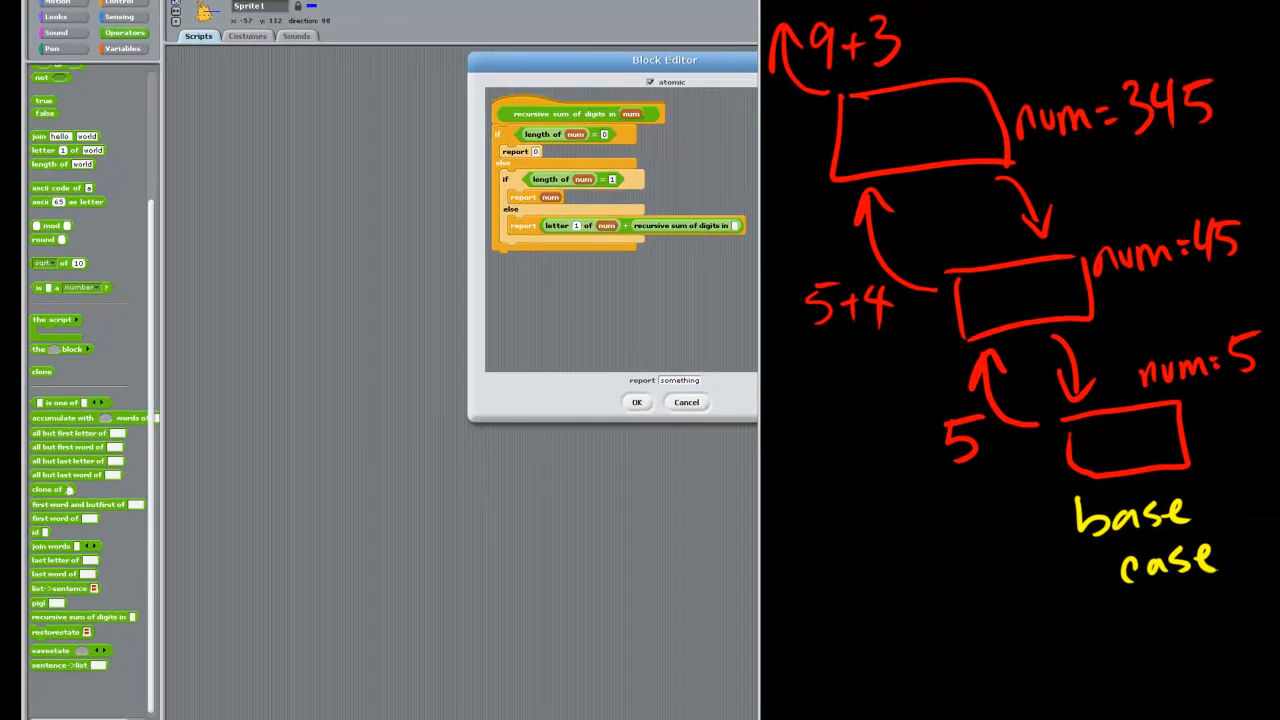 Motion Control
Looks Sensing
Sound Operators
Pen Variables
Sprite1
x: -57 y: 112 direction: 90
Scripts Costumes Sounds
not
true
false
join hello world
letter 1 of world
length of world
ascii code of a
ascii 65 as letter
mod
round
sqrt of 10
is a number ?
the script
the block
clone
is one of
accumulate with words of
all but first letter of
all but first word of
all but last letter of
all but last word of
clone of
first word and butfirst of
first word of
id
join words
last letter of
last word of
list->sentence
pigl
recursive sum of digits in
restorestate
savestate
sentence->list
Block Editor
atomic
recursive sum of digits in num
if length of num = 0
report 0
else
if length of num = 1
report num
else
report letter 1 of num + recursive sum of digits in
report something
OK Cancel
9+3
num=345
num=45
5+4
num=5
5
base
case